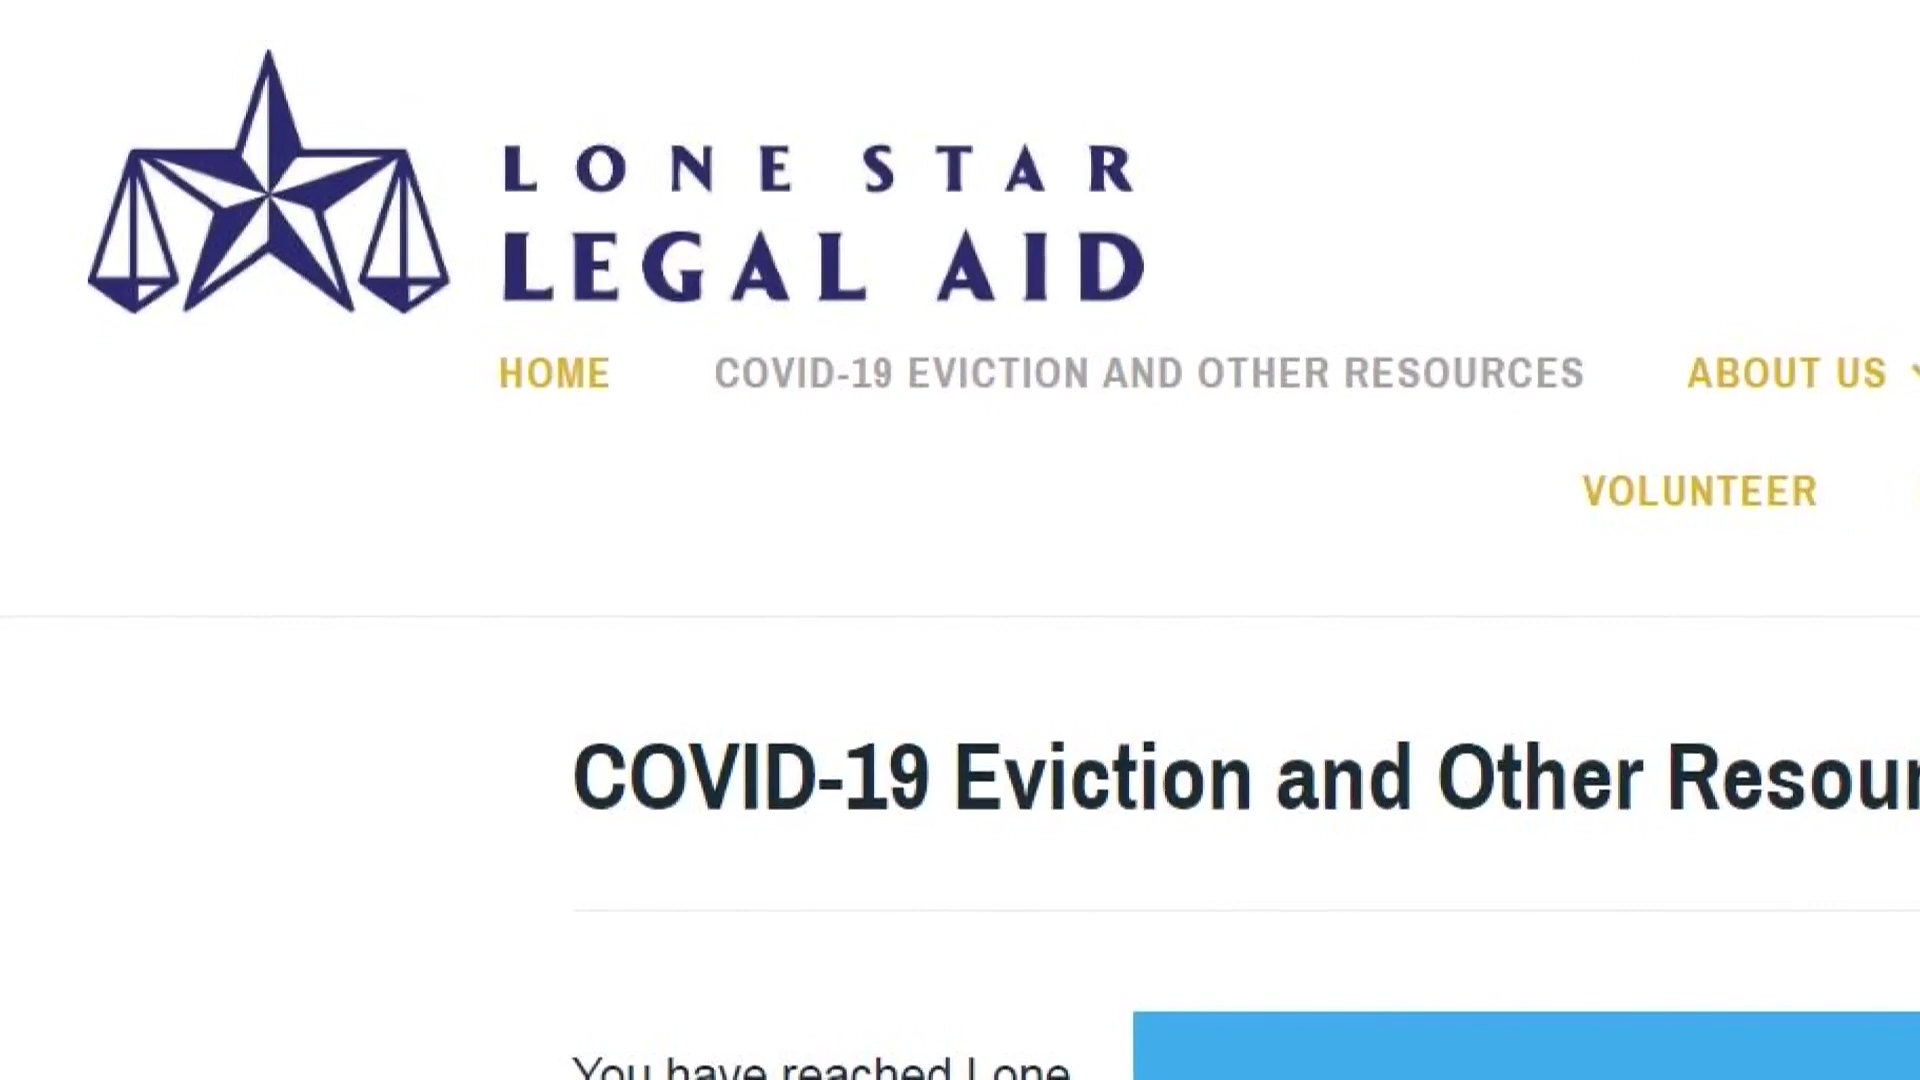 LONE STAR
LEGAL AID
HOME COVID-19 EVICTION AND OTHER RESOURCES ABOUT US
VOLUNTEER
COVID-19 Eviction and Other Resour
You have reached Lone